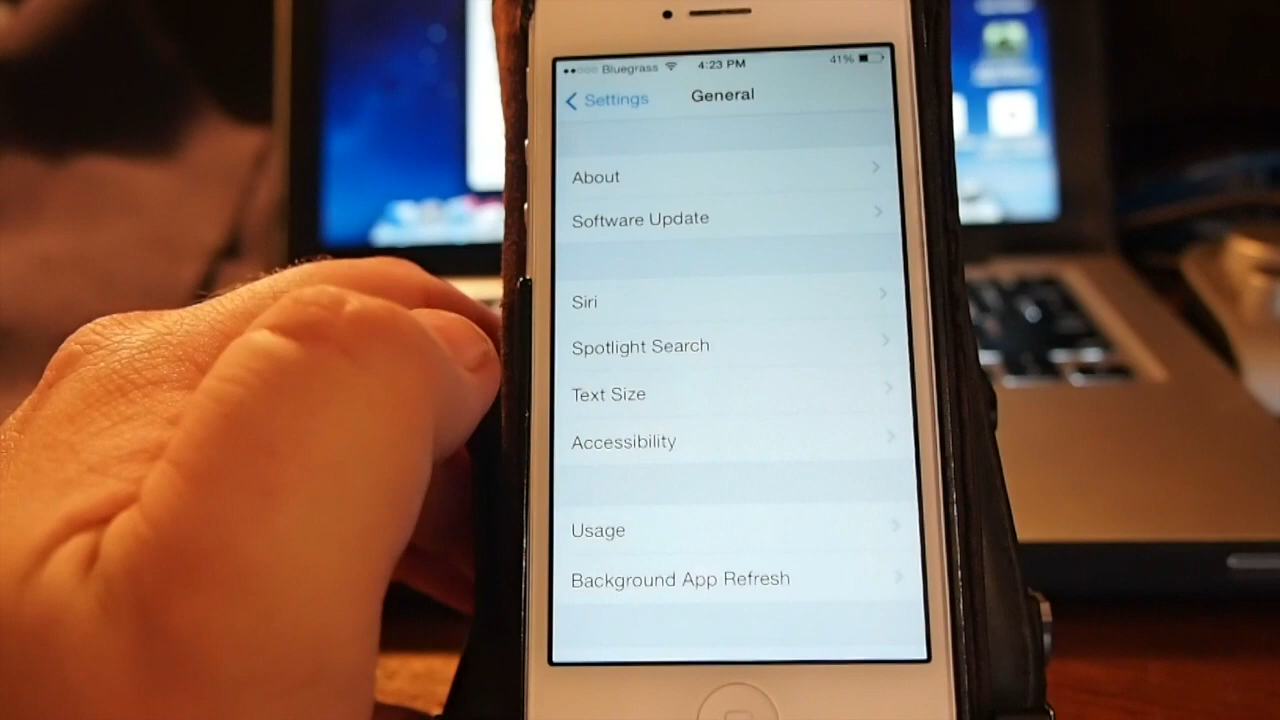 Bluegrass 4:23 PM 41%
Settings General
About
Software Update
Siri
Spotlight Search
Text Size
Accessibility
Usage
Background App Refresh